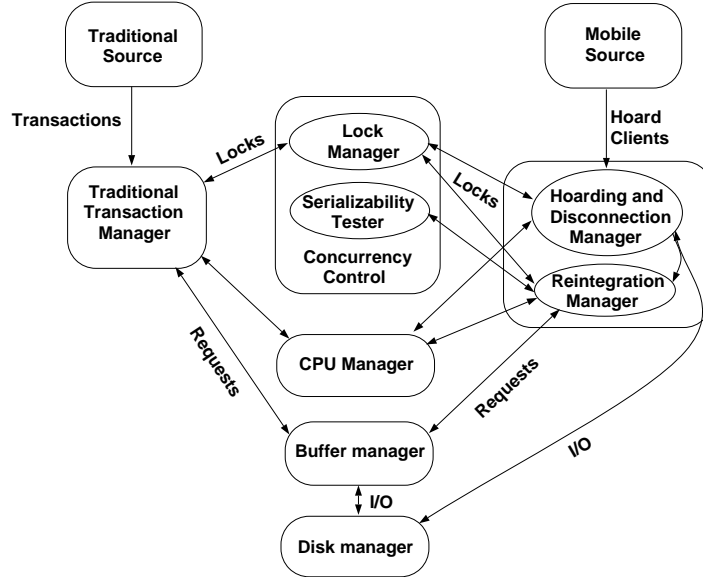 Traditional
Source
Mobile
Source
Transactions
Hoard
Clients
Locks
Lock
Manager
Locks
Traditional
Transaction
Manager
Serializability
Tester
Concurrency
Control
Hoarding and
Disconnection
Manager
Reintegration
Manager
CPU Manager
Requests
Requests
Buffer manager
I/O
I/O
Disk manager